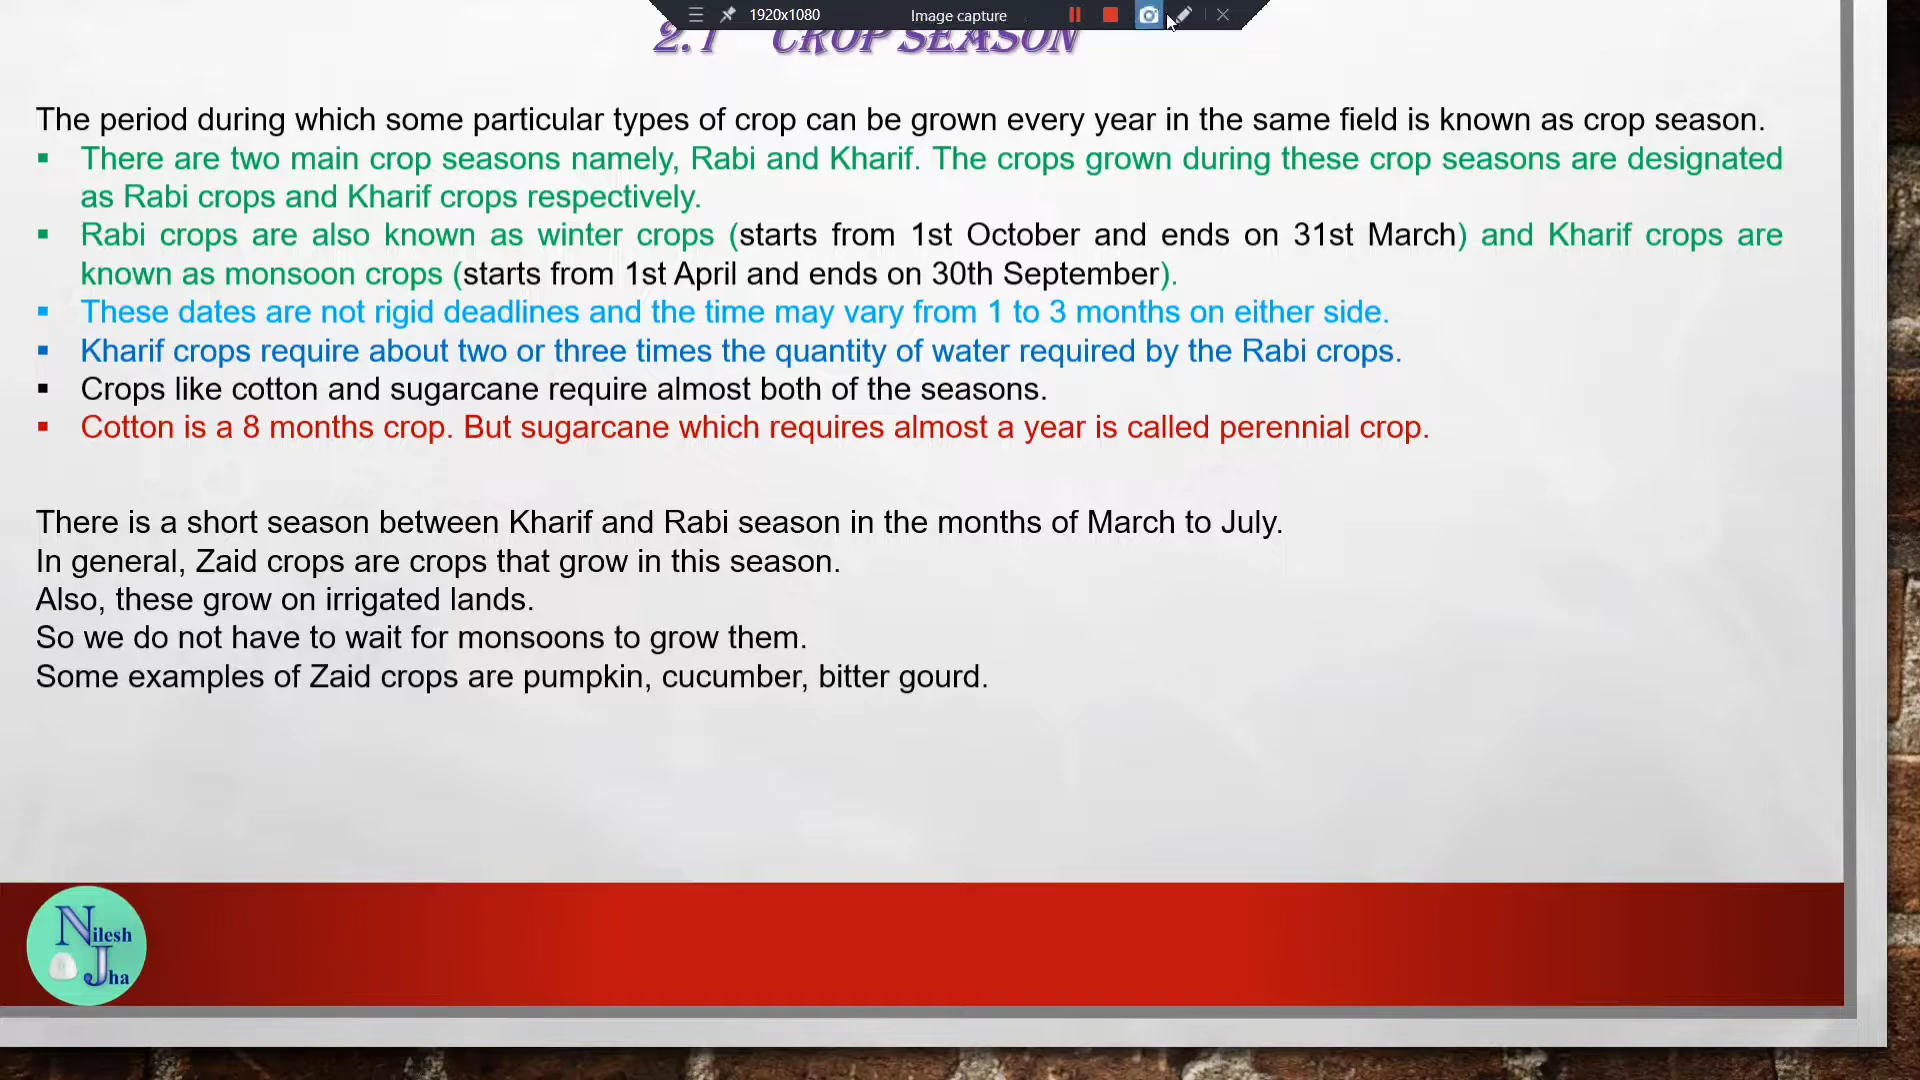 1920x1080 Image capture
2.1 CROP SEASON
The period during which some particular types of crop can be grown every year in the same field is known as crop season.
▪ There are two main crop seasons namely, Rabi and Kharif. The crops grown during these crop seasons are designated
as Rabi crops and Kharif crops respectively.
▪ Rabi crops are also known as winter crops (starts from 1st October and ends on 31st March) and Kharif crops are
known as monsoon crops (starts from 1st April and ends on 30th September).
▪ These dates are not rigid deadlines and the time may vary from 1 to 3 months on either side.
▪ Kharif crops require about two or three times the quantity of water required by the Rabi crops.
▪ Crops like cotton and sugarcane require almost both of the seasons.
▪ Cotton is a 8 months crop. But sugarcane which requires almost a year is called perennial crop.
There is a short season between Kharif and Rabi season in the months of March to July.
In general, Zaid crops are crops that grow in this season.
Also, these grow on irrigated lands.
So we do not have to wait for monsoons to grow them.
Some examples of Zaid crops are pumpkin, cucumber, bitter gourd.
Nilesh
Jha